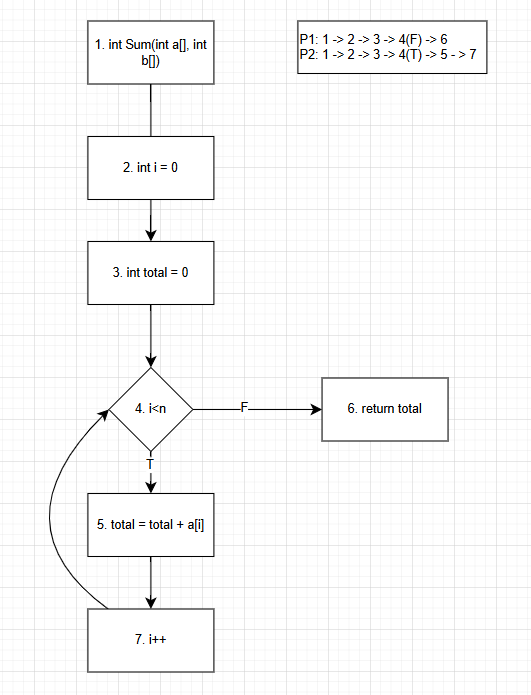 1. int Sum(int a[], int
b[])
P1: 1 -> 2 -> 3 -> 4(F) -> 6
P2: 1 -> 2 -> 3 -> 4(T) -> 5 - > 7
2. int i = 0
3. int total = 0
4. i<n
F
6. return total
T
5. total = total + a[i]
7. i++